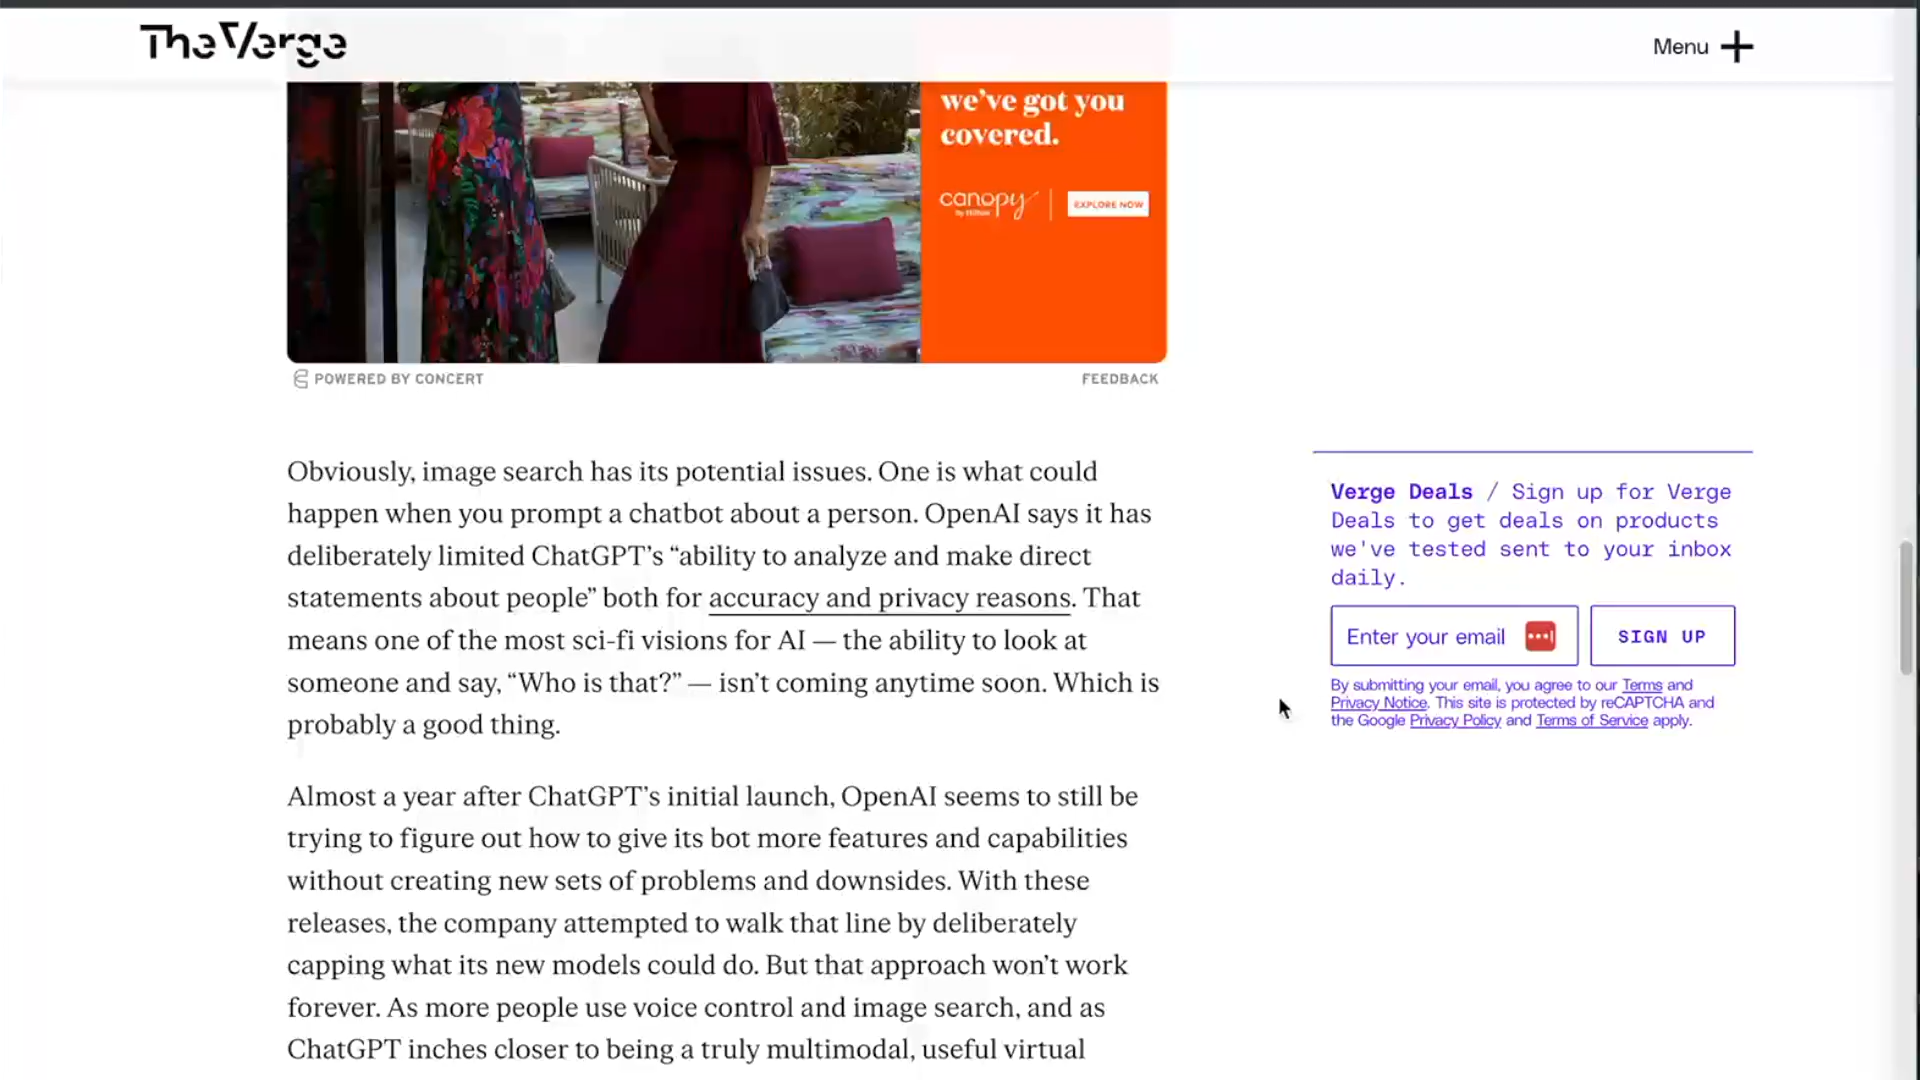 The Verge
Menu
we've got you
covered.
canopy
by Hilton
EXPLORE NOW
POWERED BY CONCERT
FEEDBACK
Obviously, image search has its potential issues. One is what could
happen when you prompt a chatbot about a person. OpenAI says it has
deliberately limited ChatGPT’s “ability to analyze and make direct
statements about people” both for accuracy and privacy reasons. That
means one of the most sci-fi visions for AI — the ability to look at
someone and say, “Who is that?” — isn’t coming anytime soon. Which is
probably a good thing.
Almost a year after ChatGPT’s initial launch, OpenAI seems to still be
trying to figure out how to give its bot more features and capabilities
without creating new sets of problems and downsides. With these
releases, the company attempted to walk that line by deliberately
capping what its new models could do. But that approach won’t work
forever. As more people use voice control and image search, and as
ChatGPT inches closer to being a truly multimodal, useful virtual
Verge Deals / Sign up for Verge
Deals to get deals on products
we've tested sent to your inbox
daily.
Enter your email
SIGN UP
By submitting your email, you agree to our Terms and
Privacy Notice. This site is protected by reCAPTCHA and
the Google Privacy Policy and Terms of Service apply.